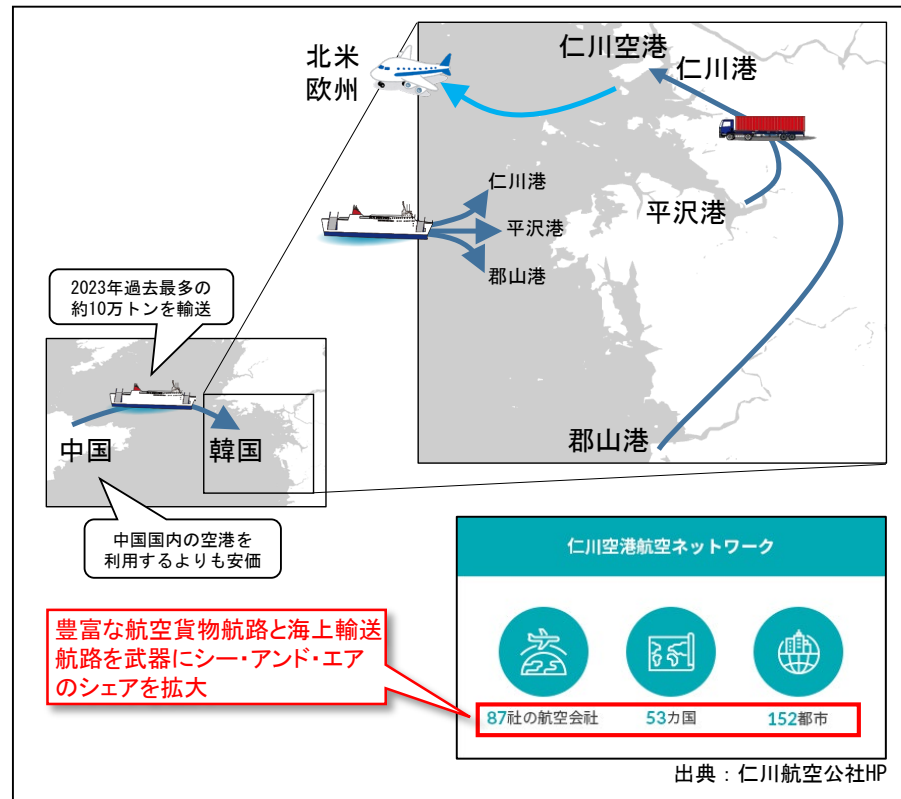 北米
欧州
仁川空港
仁川港
平沢港
郡山港
仁川港
平沢港
郡山港
2023年過去最多の
約10万トンを輸送
中国
韓国
中国国内の空港を
利用するよりも安価
豊富な航空貨物航路と海上輸送
航路を武器にシー・アンド・エア
のシェアを拡大
仁川空港航空ネットワーク
87社の航空会社
53カ国
152都市
出典：仁川航空公社HP